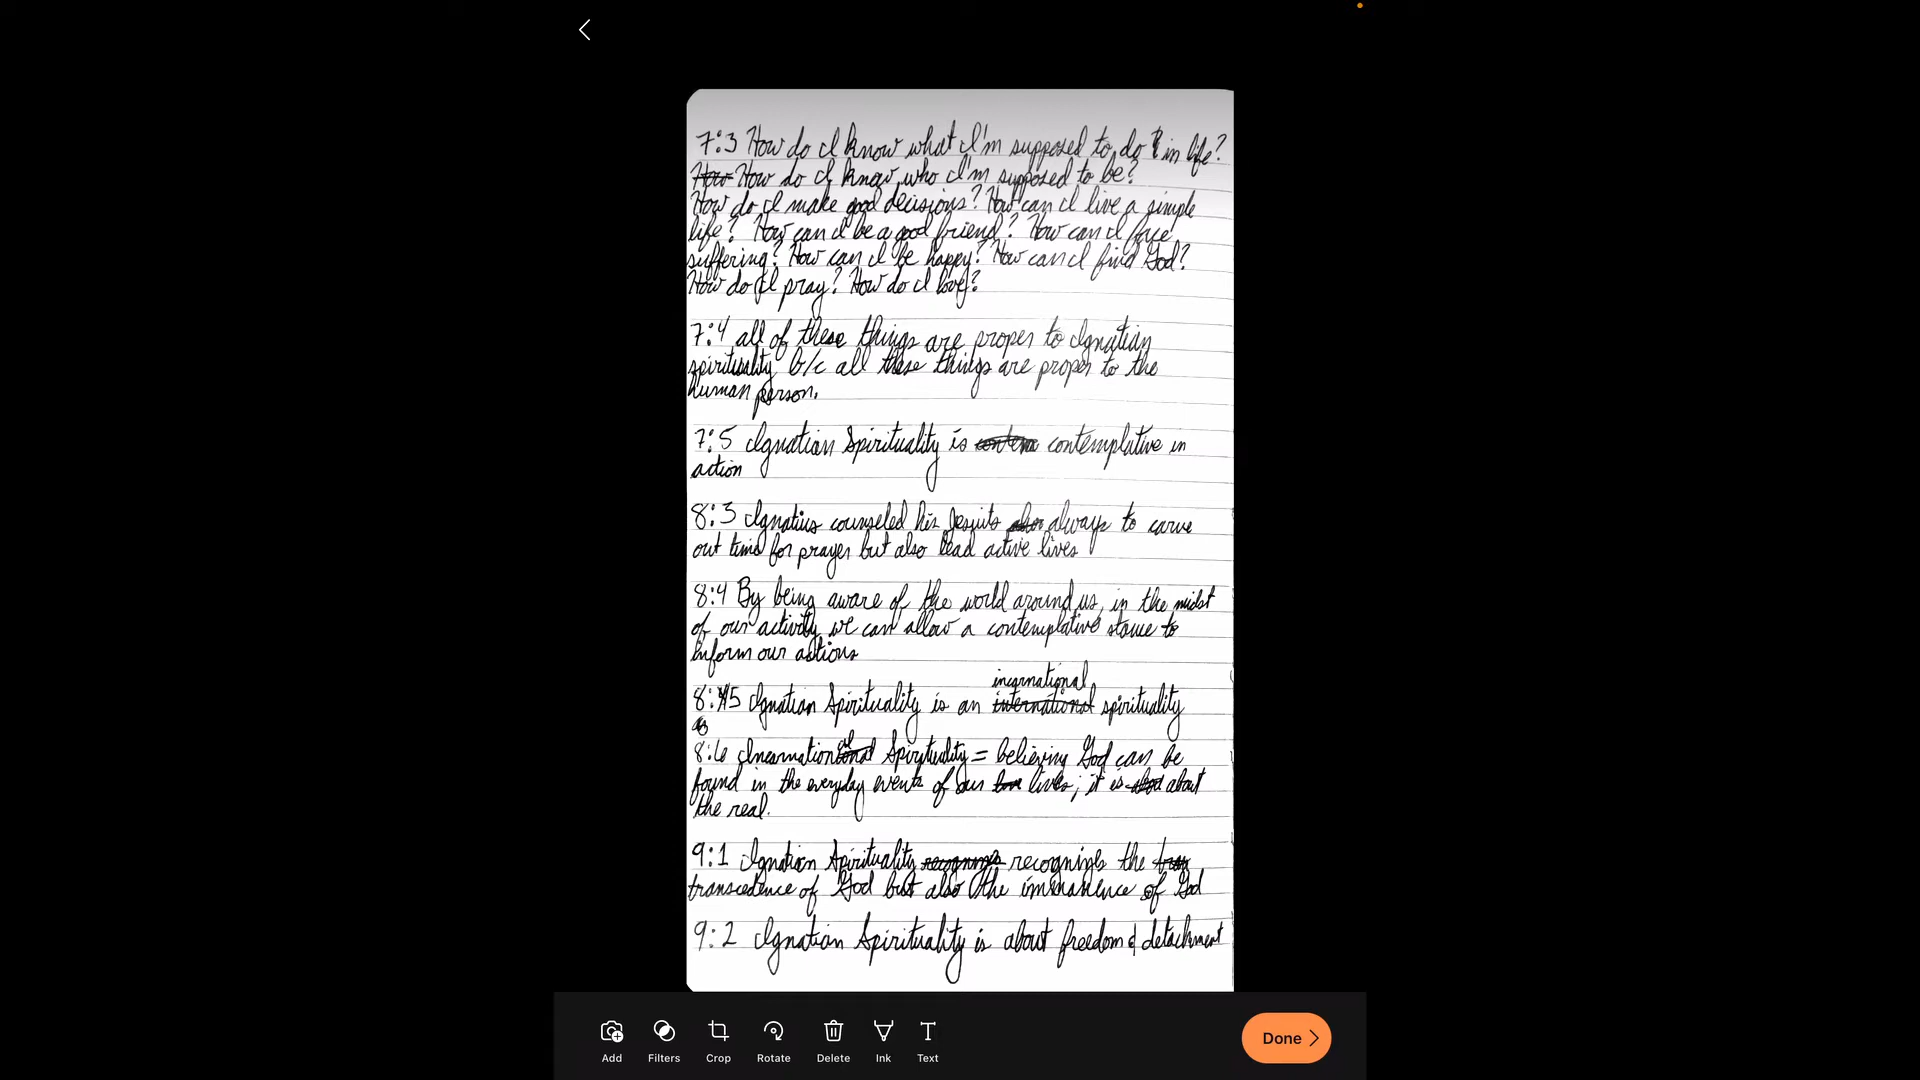 7:3 How do I know what I'm supposed to do in life?
How How do I know who I'm supposed to be?
How do I make good decisions? How can I live a simple
life? How can I be a good friend? How can I face
suffering? How can I be happy? How can I find God?
How do I pray? How do I love?
7:4 all of these things are proper to Ignatian
spirituality b/c all these things are proper to the
human person.
7:5 Ignatian Spirituality is contemplative in
action
8:3 Ignatius counseled his Jesuits always to carve
out time for prayer but also lead active lives
8:4 By being aware of the world around us, in the midst
of our activity we can allow a contemplative stance to
inform our actions
incarnational
8:5 Ignatian Spirituality is an international spirituality
8:6 Incarnational Spirituality = believing God can be
found in the everyday events of our lives; it is about
the real.
9:1 Ignatian Spirituality recognizes the
transcedence of God but also the immanence of God
9:2 Ignatian Spirituality is about freedom & detachment
Add Filters Crop Rotate Delete Ink Text
Done